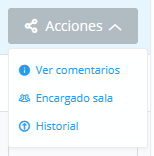 Acciones
Ver comentarios
Encargado sala
Historial